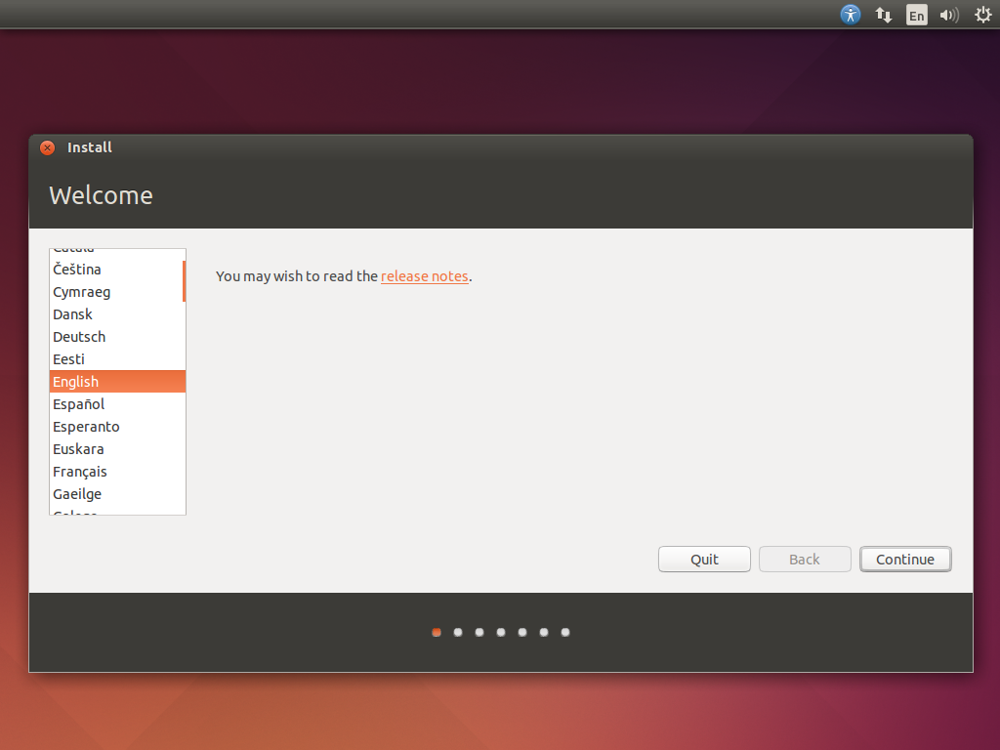 En
Install
Welcome
Čeština
Cymraeg
Dansk
Deutsch
Eesti
English
Español
Esperanto
Euskara
Français
Gaeilge
You may wish to read the release notes.
Quit
Back
Continue